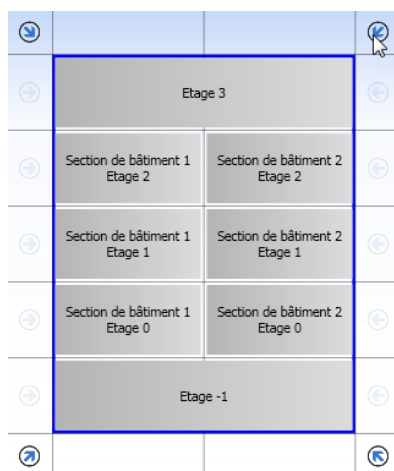 Etage 3
Section de bâtiment 1
Etage 2
Section de bâtiment 2
Etage 2
Section de bâtiment 1
Etage 1
Section de bâtiment 2
Etage 1
Section de bâtiment 1
Etage 0
Section de bâtiment 2
Etage 0
Etage -1